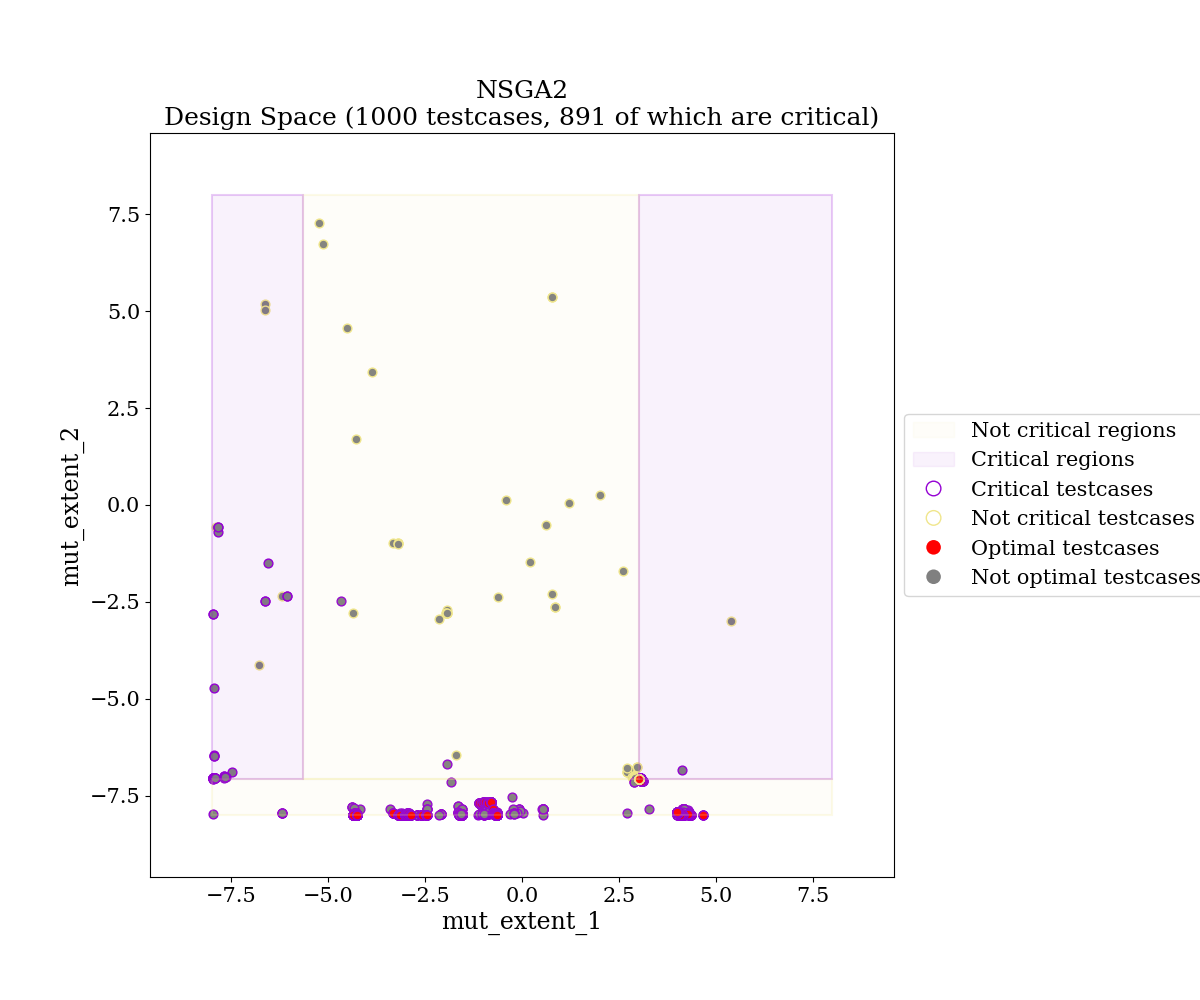 NSGA2
Design Space (1000 testcases, 891 of which are critical)
7.5
5.0
2.5
0.0
−2.5
−5.0
−7.5
mut_extent_2
−7.5
−5.0
−2.5
0.0
2.5
5.0
7.5
mut_extent_1
Not critical regions
Critical regions
Critical testcases
Not critical testcases
Optimal testcases
Not optimal testcases